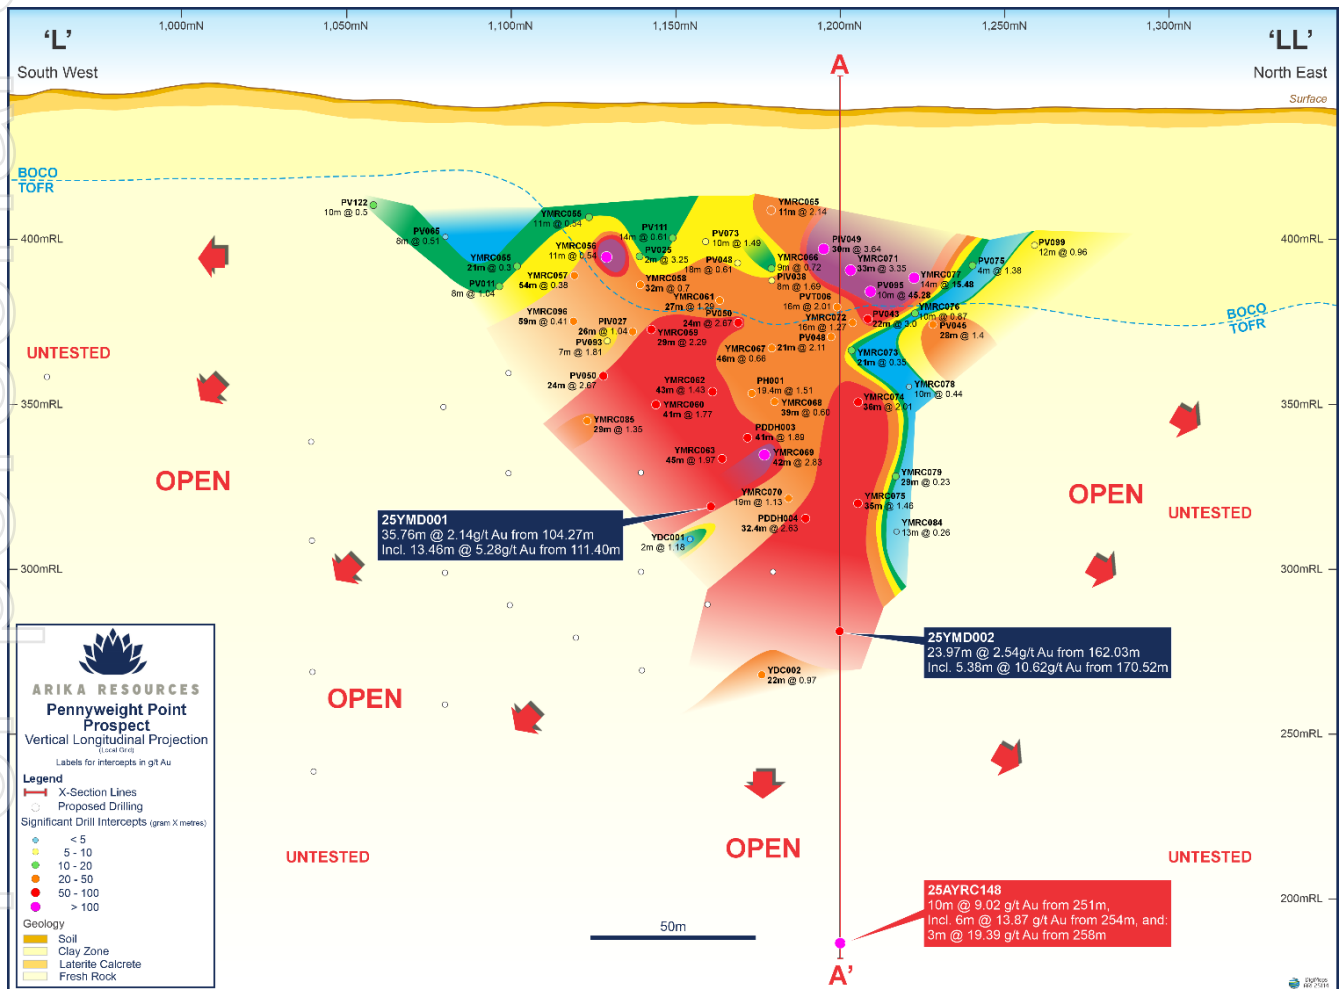 1,000mN
1,050mN
1,100mN
1,150mN
1,200mN
1,250mN
1,300mN
'L'
South West
A
'LL'
North East
Surface
BOCO
TOFR
400mRL
350mRL
300mRL
400mRL
350mRL
300mRL
250mRL
200mRL
BOCO
TOFR
PV122
10m @ 0.5
PV065
8m @ 0.51
YMRC055
11m @ 0.54
YMRC056
11m @ 0.54
YMRC055
21m @ 0.3
PV011
8m @ 1.04
YMRC057
64m @ 0.38
PV111
14m @ 0.61
PV025
2m @ 3.25
PV073
10m @ 1.49
PV048
18m @ 0.61
YMRC065
11m @ 2.14
YMRC066
9m @ 0.72
PIV038
8m @ 1.69
PIV049
30m @ 3.64
YMRC071
33m @ 3.35
PV095
10m @ 45.28
YMRC077
14m @ 15.48
PV075
4m @ 1.38
PV099
12m @ 0.96
YMRC058
32m @ 0.7
YMRC061
27m @ 1.29
PV050
24m @ 2.67
PVT006
16m @ 2.01
YMRC072
16m @ 1.27
PV043
22m @ 3.0
YMRC076
10m @ 0.87
PV046
28m @ 1.4
YMRC096
59m @ 0.41
PIV027
26m @ 1.04
PV093
7m @ 1.81
YMRC059
29m @ 2.29
PV048
21m @ 2.11
YMRC067
46m @ 0.66
YMRC073
21m @ 0.35
YMRC078
10m @ 0.44
PV050
24m @ 2.67
YMRC062
43m @ 1.43
YMRC060
41m @ 1.77
PH001
19.4m @ 1.51
YMRC068
39m @ 0.60
YMRC074
36m @ 2.01
YMRC085
29m @ 1.35
PDDH003
41m @ 1.89
YMRC063
45m @ 1.97
YMRC069
42m @ 2.83
YMRC079
29m @ 0.23
YMRC070
19m @ 1.13
YMRC075
35m @ 1.46
PDDH004
32.4m @ 2.63
YMRC084
13m @ 0.26
YDC001
2m @ 1.18
YDC002
22m @ 0.97
25YMD001
35.76m @ 2.14g/t Au from 104.27m
Incl. 13.46m @ 5.28g/t Au from 111.40m
25YMD002
23.97m @ 2.54g/t Au from 162.03m
Incl. 5.38m @ 10.62g/t Au from 170.52m
25AYRC148
10m @ 9.02 g/t Au from 251m,
Incl. 6m @ 13.87 g/t Au from 254m, and:
3m @ 19.39 g/t Au from 258m
UNTESTED
OPEN
OPEN
UNTESTED
OPEN
UNTESTED
OPEN
UNTESTED
50m
A'
ARIKA RESOURCES
Pennyweight Point
Prospect
Vertical Longitudinal Projection
(Local Grid)
Labels for intercepts in g/t Au
Legend
X-Section Lines
Proposed Drilling
Significant Drill Intercepts (gram X metres)
< 5
5 - 10
10 - 20
20 - 50
50 - 100
> 100
Geology
Soil
Clay Zone
Laterite Calcrete
Fresh Rock
DigMaps